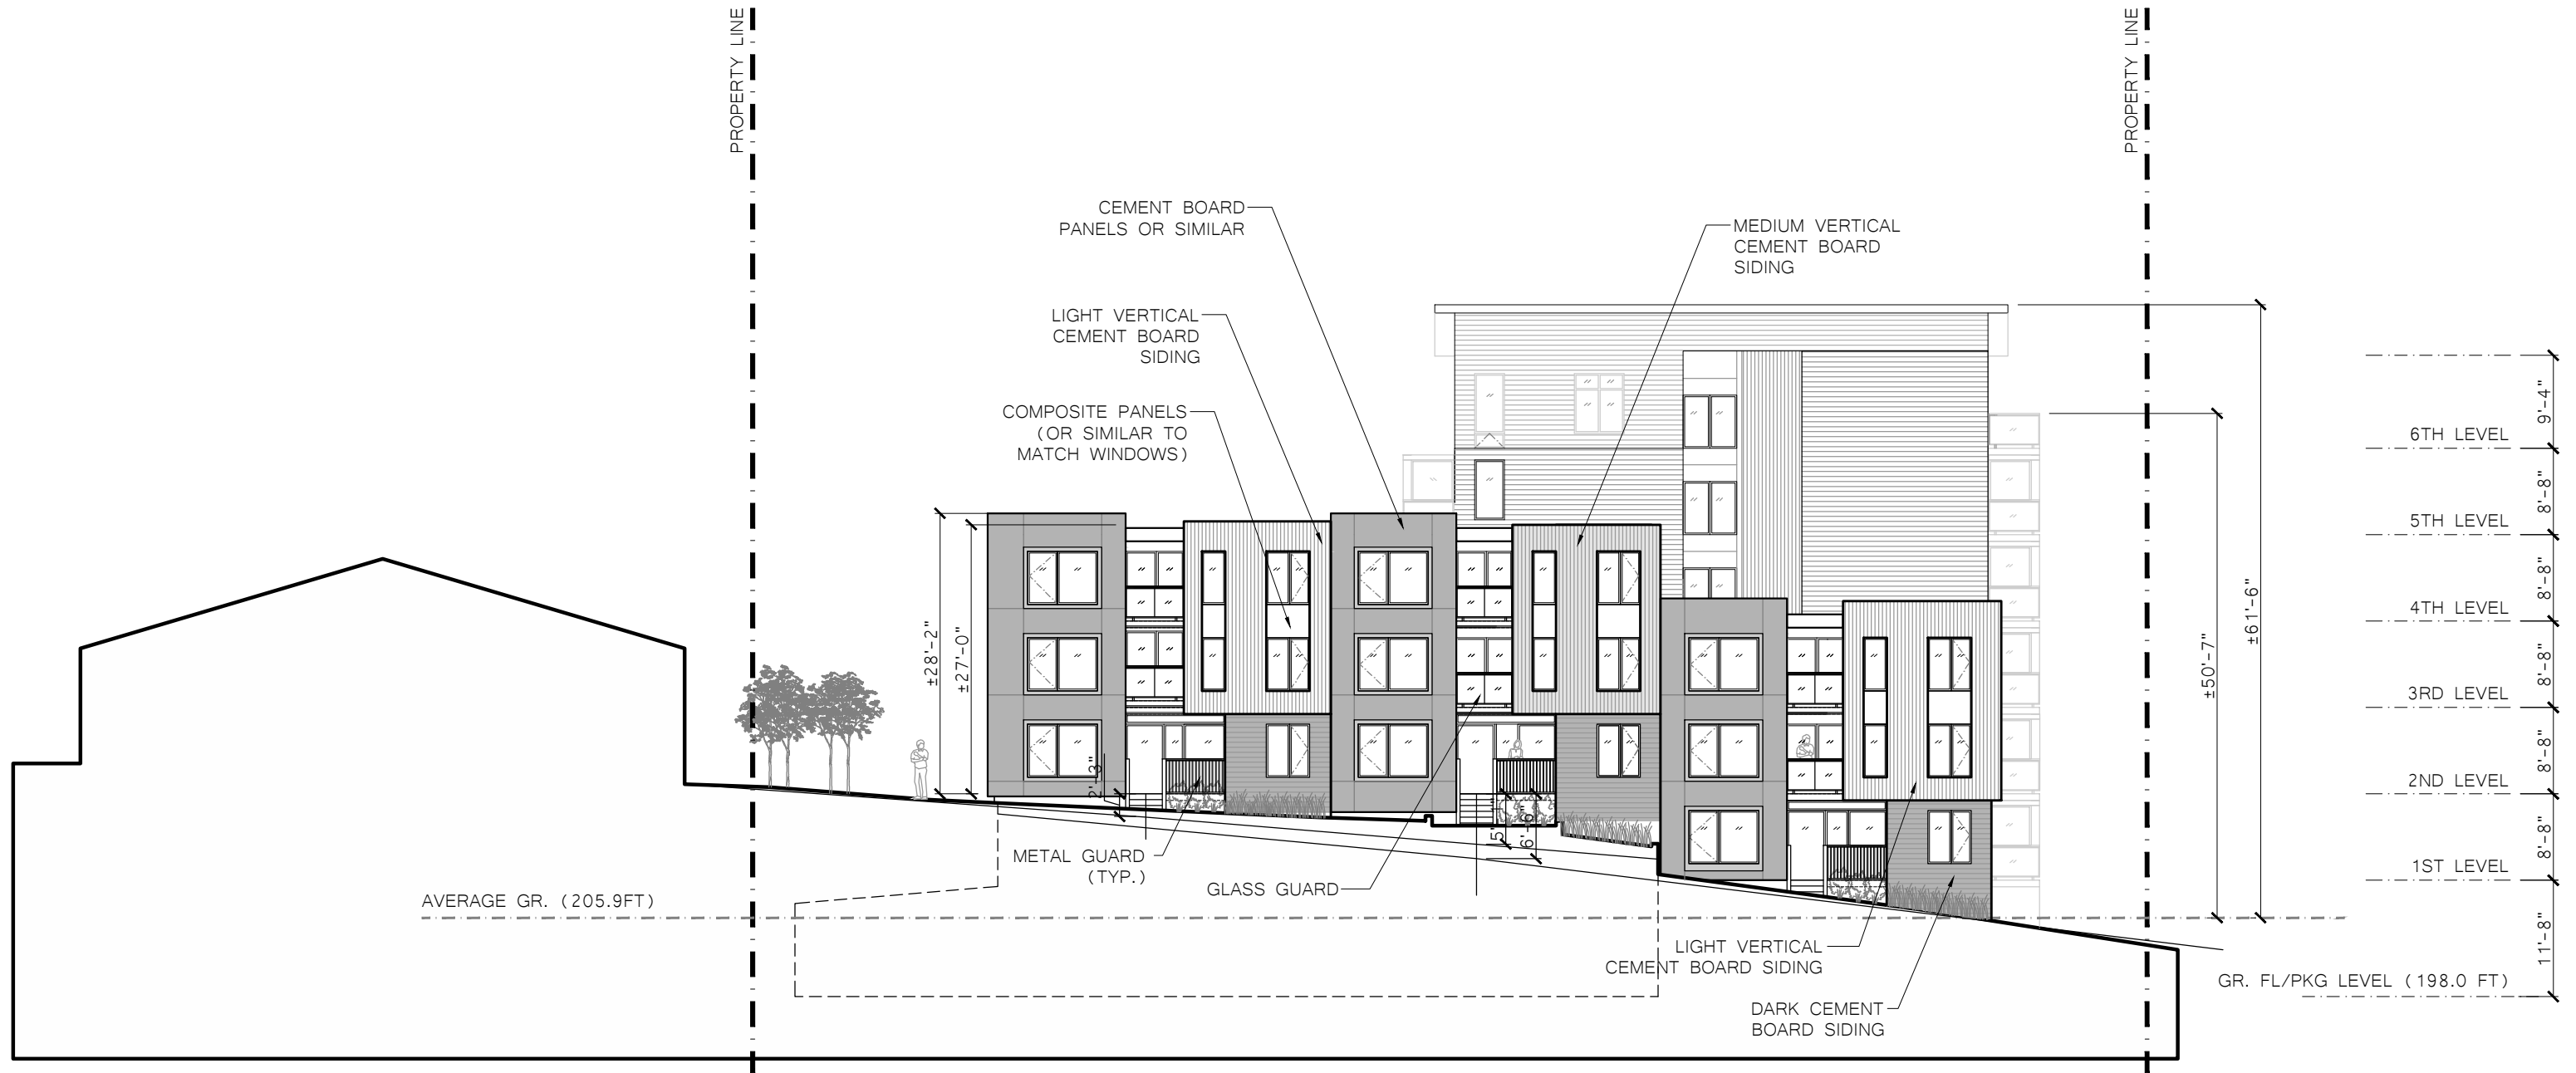 PROPERTY LINE
PROPERTY LINE
CEMENT BOARD
PANELS OR SIMILAR
MEDIUM VERTICAL
CEMENT BOARD
SIDING
LIGHT VERTICAL
CEMENT BOARD
SIDING
COMPOSITE PANELS
(OR SIMILAR TO
MATCH WINDOWS)
9'-4"
6TH LEVEL
8'-8"
5TH LEVEL
8'-8"
4TH LEVEL
8'-8"
3RD LEVEL
8'-8"
2ND LEVEL
8'-8"
1ST LEVEL
11'-8"
±61'-6"
±50'-7"
±28'-2"
±27'-0"
2'-3"
6'-6"
METAL GUARD
(TYP.)
GLASS GUARD
AVERAGE GR. (205.9FT)
LIGHT VERTICAL
CEMENT BOARD SIDING
GR. FL/PKG LEVEL (198.0 FT)
DARK CEMENT
BOARD SIDING